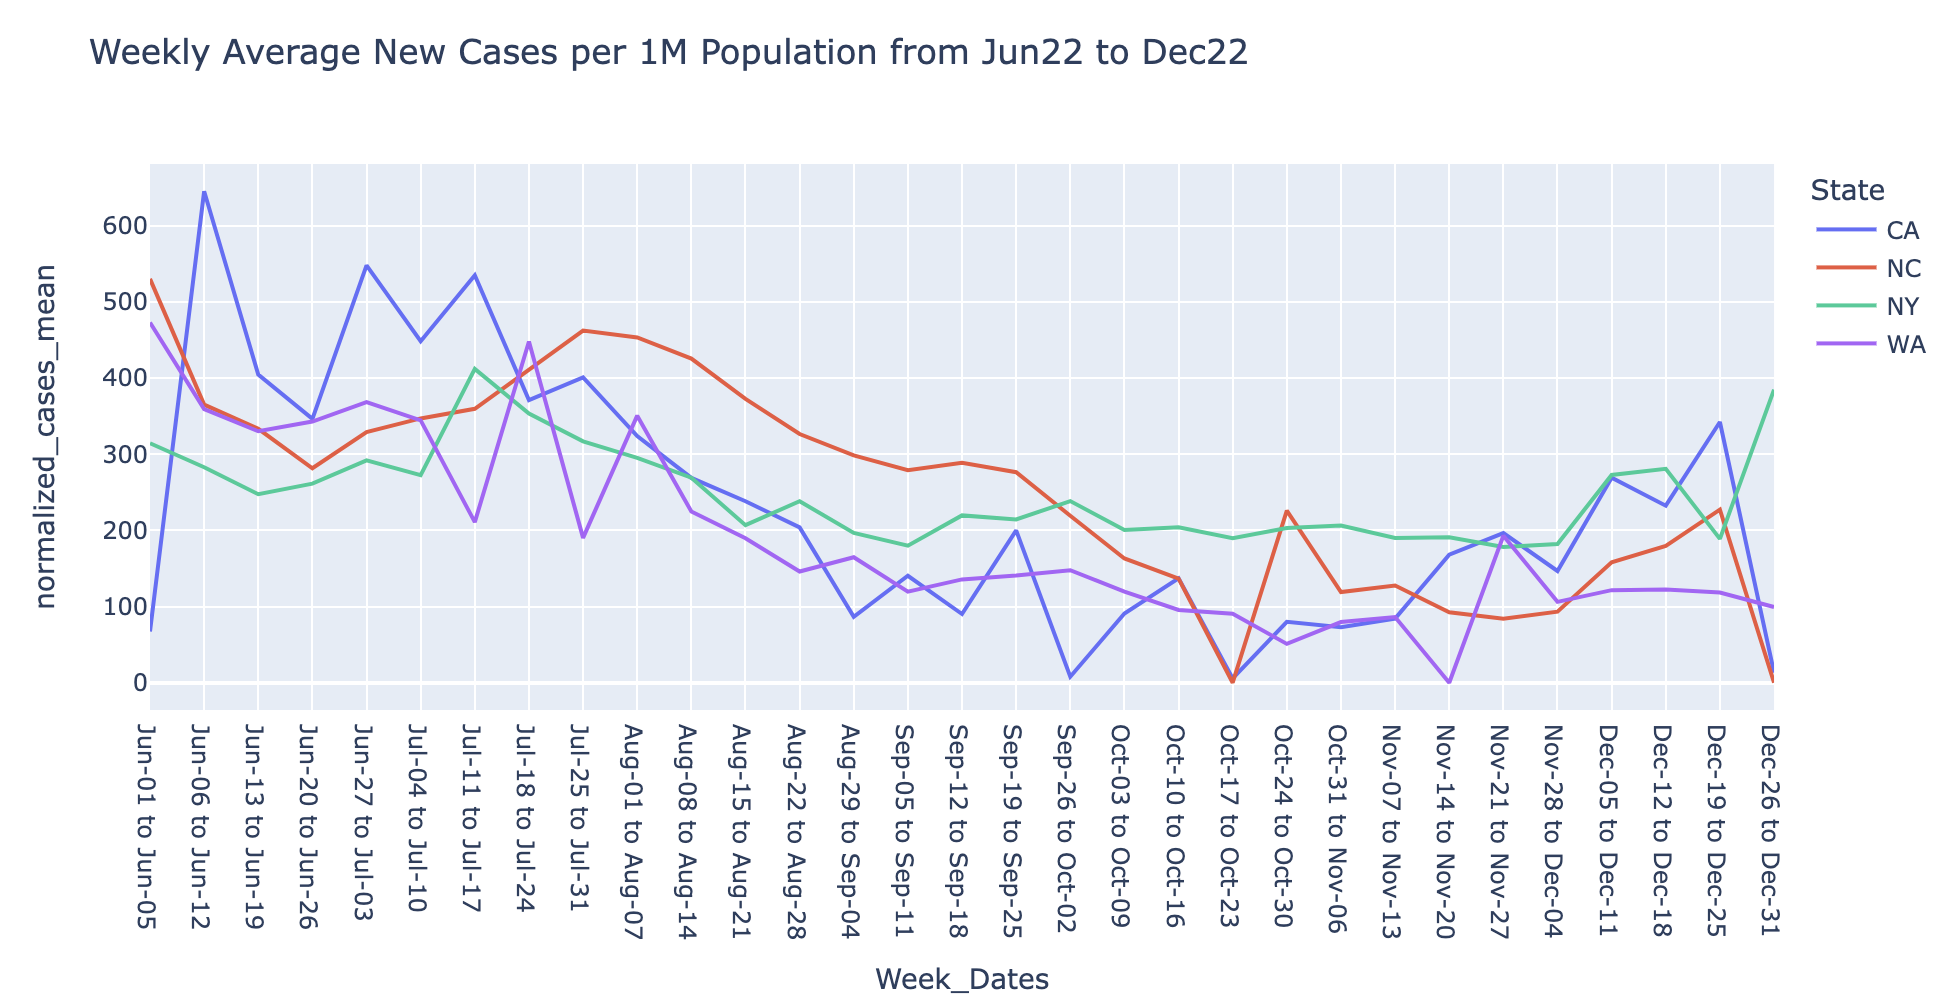 Weekly Average New Cases per 1M Population from Jun22 to Dec22
normalized_cases_mean
600
500
400
300
200
100
0
Jun-01 to Jun-05
Jun-06 to Jun-12
Jun-13 to Jun-19
Jun-20 to Jun-26
Jun-27 to Jul-03
Jul-04 to Jul-10
Jul-11 to Jul-17
Jul-18 to Jul-24
Jul-25 to Jul-31
Aug-01 to Aug-07
Aug-08 to Aug-14
Aug-15 to Aug-21
Aug-22 to Aug-28
Aug-29 to Sep-04
Sep-05 to Sep-11
Sep-12 to Sep-18
Sep-19 to Sep-25
Sep-26 to Oct-02
Oct-03 to Oct-09
Oct-10 to Oct-16
Oct-17 to Oct-23
Oct-24 to Oct-30
Oct-31 to Nov-06
Nov-07 to Nov-13
Nov-14 to Nov-20
Nov-21 to Nov-27
Nov-28 to Dec-04
Dec-05 to Dec-11
Dec-12 to Dec-18
Dec-19 to Dec-25
Dec-26 to Dec-31
Week_Dates
State
CA
NC
NY
WA